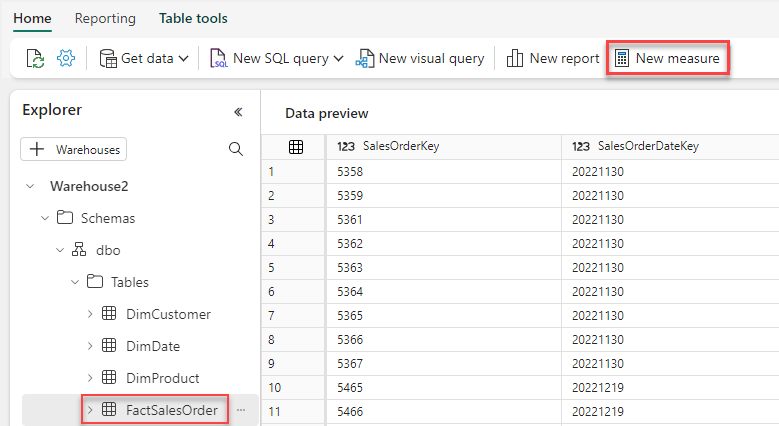 Home Reporting Table tools
Get data New SQL query New visual query New report New measure
Explorer
Warehouses
Warehouse2
Schemas
dbo
Tables
DimCustomer
DimDate
DimProduct
FactSalesOrder
Data preview
123 SalesOrderKey 123 SalesOrderDateKey
1 5358 20221130
2 5359 20221130
3 5361 20221130
4 5362 20221130
5 5363 20221130
6 5364 20221130
7 5365 20221130
8 5366 20221130
9 5367 20221130
10 5465 20221219
11 5466 20221219